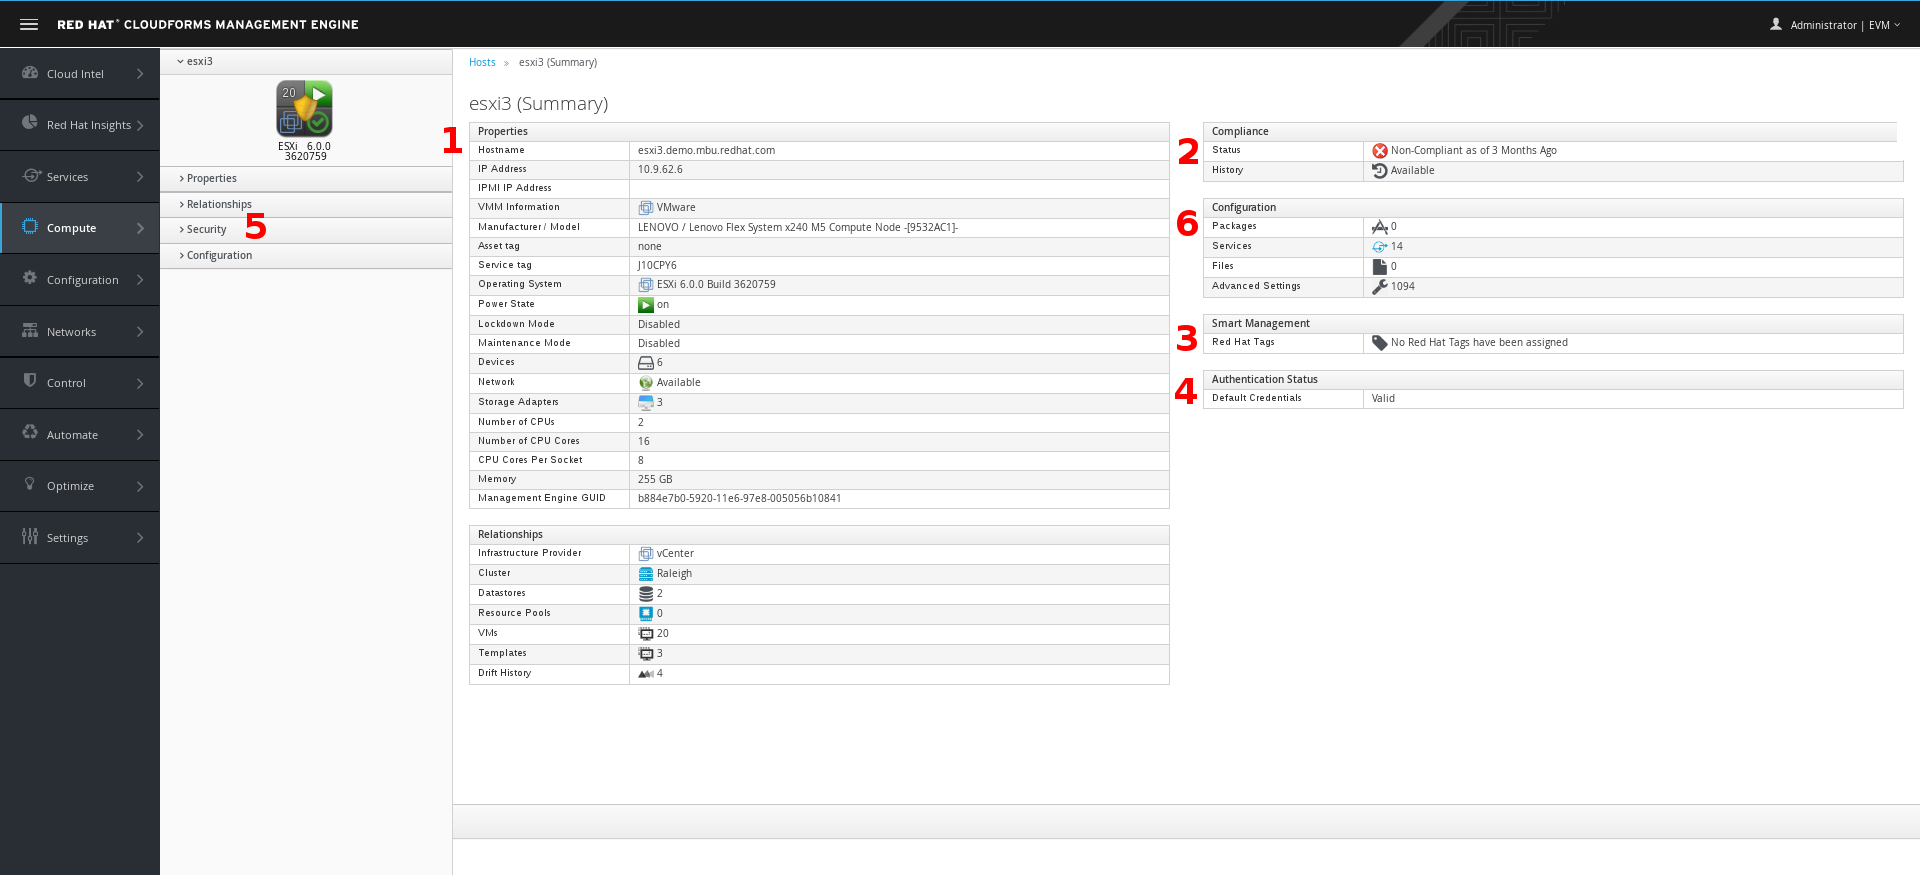 RED HAT® CLOUDFORMS MANAGEMENT ENGINE
Administrator | EVM
Cloud Intel
Red Hat Insights
Services
Compute
Configuration
Networks
Control
Automate
Optimize
Settings
esxi3
20
ESXi 6.0.0
3620759
Properties
Relationships
5
Security
Configuration
Hosts » esxi3 (Summary)
esxi3 (Summary)
1
Properties
Hostname esxi3.demo.mbu.redhat.com
IP Address 10.9.62.6
IPMI IP Address
VMM Information VMware
Manufacturer / Model LENOVO / Lenovo Flex System x240 M5 Compute Node -[9532AC1]-
Asset tag none
Service tag J10CPY6
Operating System ESXi 6.0.0 Build 3620759
Power State on
Lockdown Mode Disabled
Maintenance Mode Disabled
Devices 6
Network Available
Storage Adapters 3
Number of CPUs 2
Number of CPU Cores 16
CPU Cores Per Socket 8
Memory 255 GB
Management Engine GUID b884e7b0-5920-11e6-97e8-005056b10841
Relationships
Infrastructure Provider vCenter
Cluster Raleigh
Datastores 2
Resource Pools 0
VMs 20
Templates 3
Drift History 4
2
Compliance
Status Non-Compliant as of 3 Months Ago
History Available
6
Configuration
Packages 0
Services 14
Files 0
Advanced Settings 1094
3
Smart Management
Red Hat Tags No Red Hat Tags have been assigned
4
Authentication Status
Default Credentials Valid